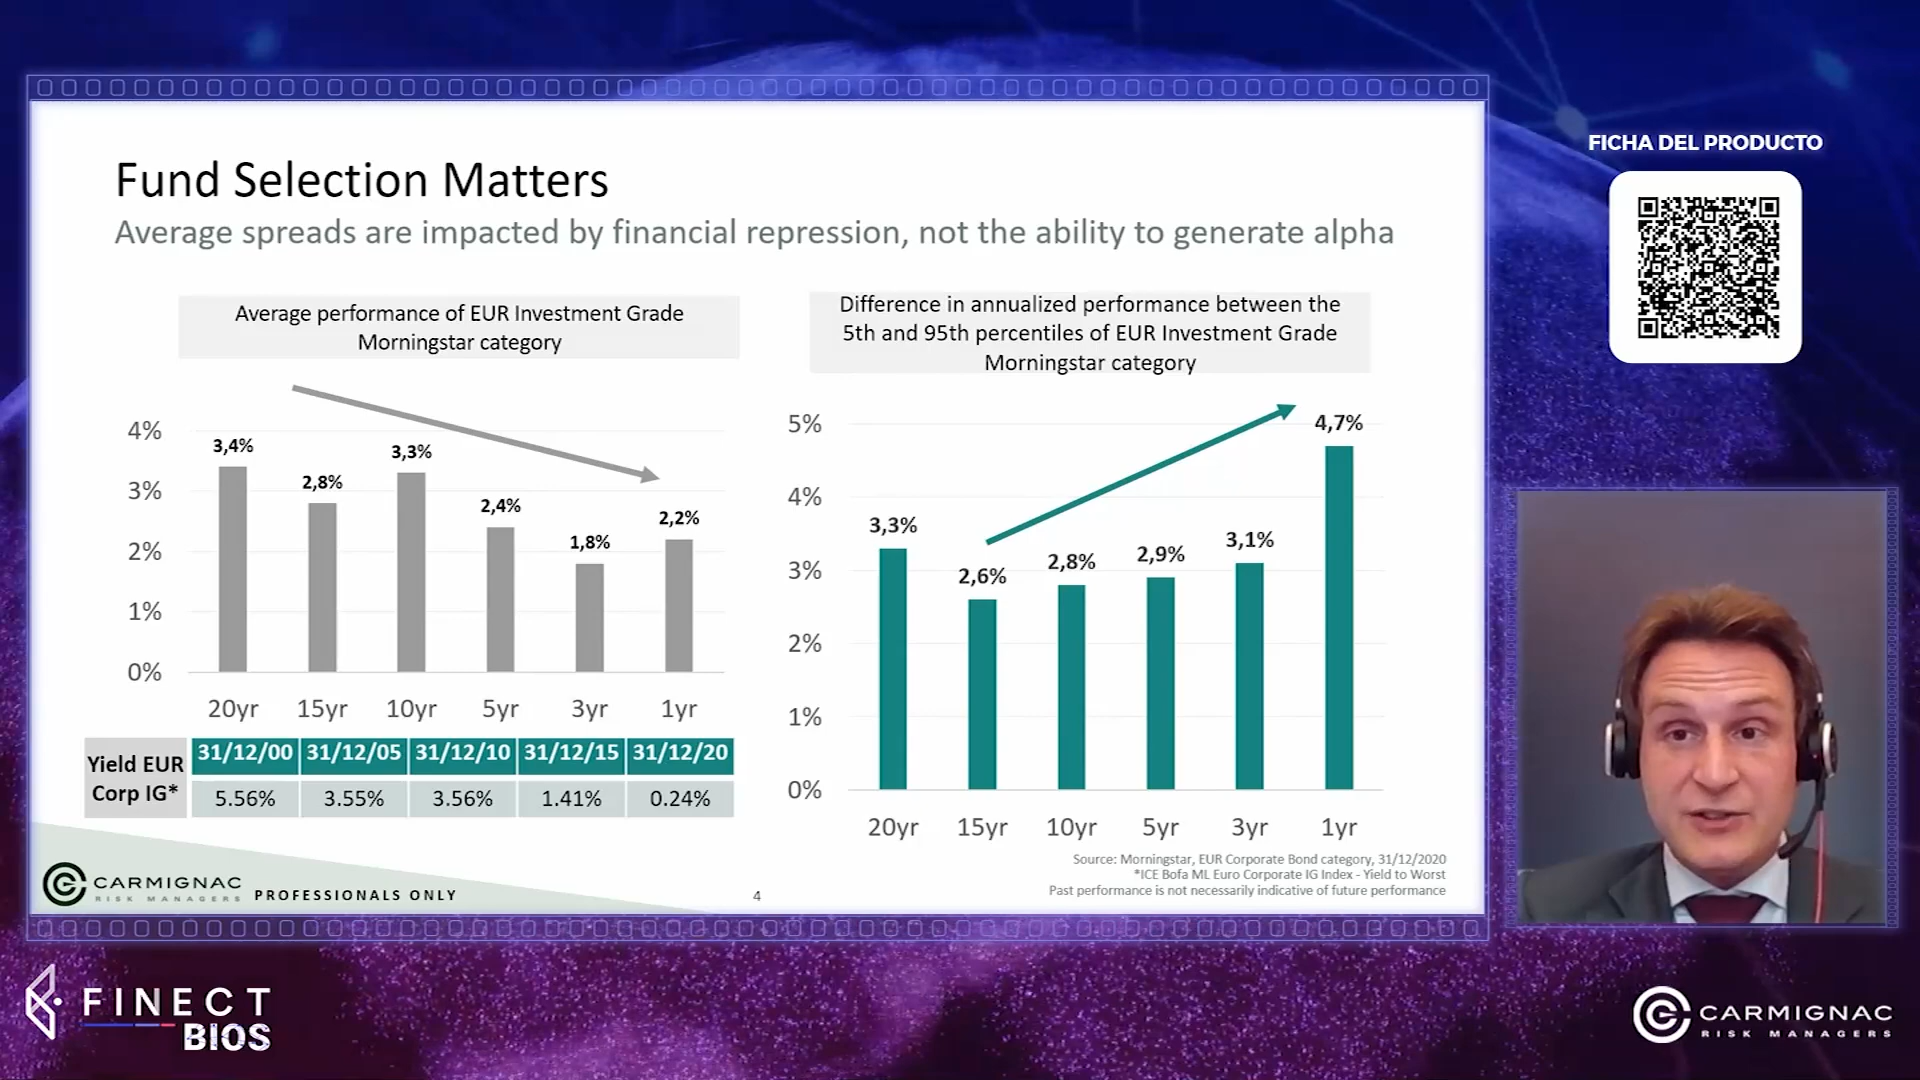 Fund Selection Matters
Average spreads are impacted by financial repression, not the ability to generate alpha
Average performance of EUR Investment Grade
Morningstar category
4%
3%
2%
1%
0%
3,4%
2,8%
3,3%
2,4%
1,8%
2,2%
20yr
15yr
10yr
5yr
3yr
1yr
Yield EUR
Corp IG*
31/12/00 31/12/05 31/12/10 31/12/15 31/12/20
5.56% 3.55% 3.56% 1.41% 0.24%
Difference in annualized performance between the
5th and 95th percentiles of EUR Investment Grade
Morningstar category
5%
4%
3%
2%
1%
0%
3,3%
2,6%
2,8%
2,9%
3,1%
4,7%
20yr
15yr
10yr
5yr
3yr
1yr
Source: Morningstar, EUR Corporate Bond category, 31/12/2020
*ICE Bofa ML Euro Corporate IG Index - Yield to Worst
Past performance is not necessarily indicative of future performance
CARMIGNAC
RISK MANAGERS
PROFESSIONALS ONLY
4
FICHA DEL PRODUCTO
FINECT
BIOS
CARMIGNAC
RISK MANAGERS